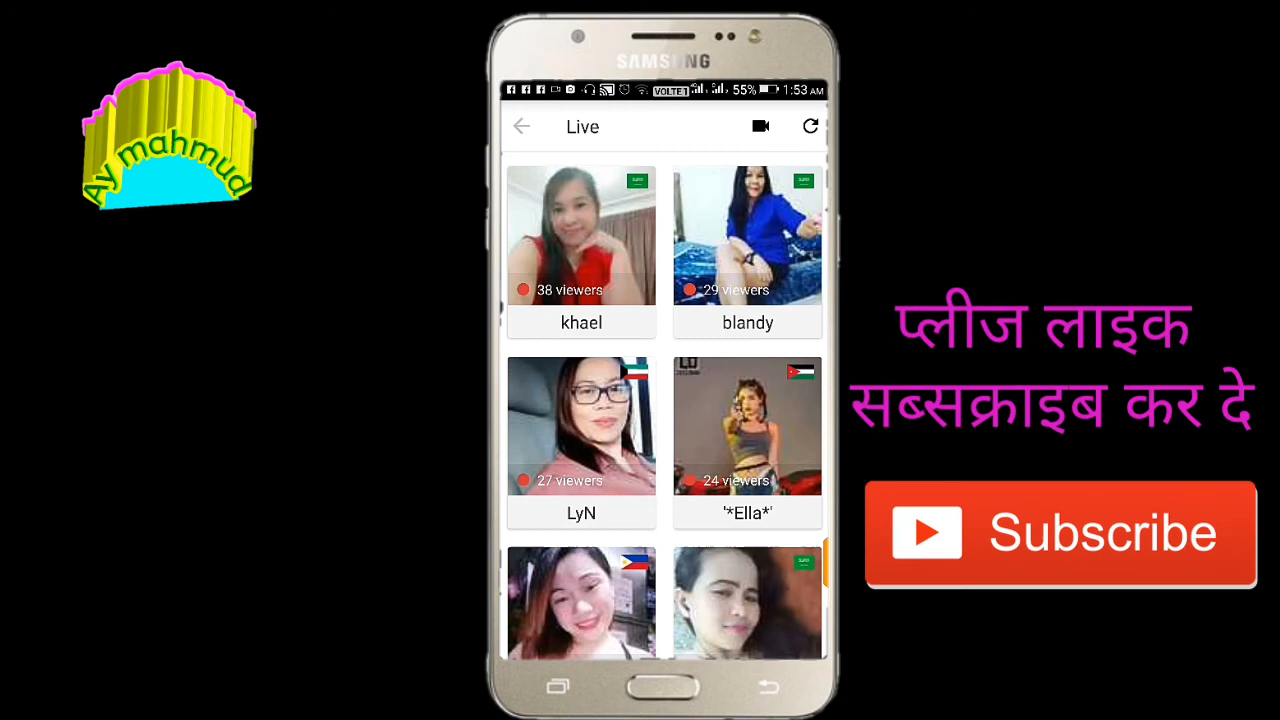 Ay mahmud
SAMSUNG
VOLTE1
55%
1:53 AM
Live
38 viewers
29 viewers
khael
blandy
27 viewers
24 viewers
LyN
'*Ella*'
प्लीज लाइक
सब्सक्राइब कर दे
Subscribe